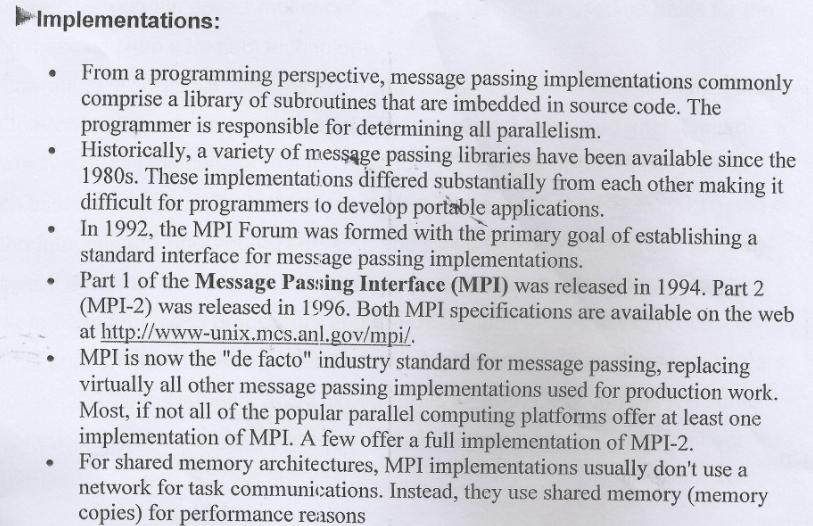 Implementations:
• From a programming perspective, message passing implementations commonly
comprise a library of subroutines that are imbedded in source code. The
programmer is responsible for determining all parallelism.
• Historically, a variety of message passing libraries have been available since the
1980s. These implementations differed substantially from each other making it
difficult for programmers to develop portable applications.
• In 1992, the MPI Forum was formed with the primary goal of establishing a
standard interface for message passing implementations.
• Part 1 of the Message Passing Interface (MPI) was released in 1994. Part 2
(MPI-2) was released in 1996. Both MPI specifications are available on the web
at http://www-unix.mcs.anl.gov/mpi/.
• MPI is now the "de facto" industry standard for message passing, replacing
virtually all other message passing implementations used for production work.
Most, if not all of the popular parallel computing platforms offer at least one
implementation of MPI. A few offer a full implementation of MPI-2.
• For shared memory architectures, MPI implementations usually don't use a
network for task communications. Instead, they use shared memory (memory
copies) for performance reasons